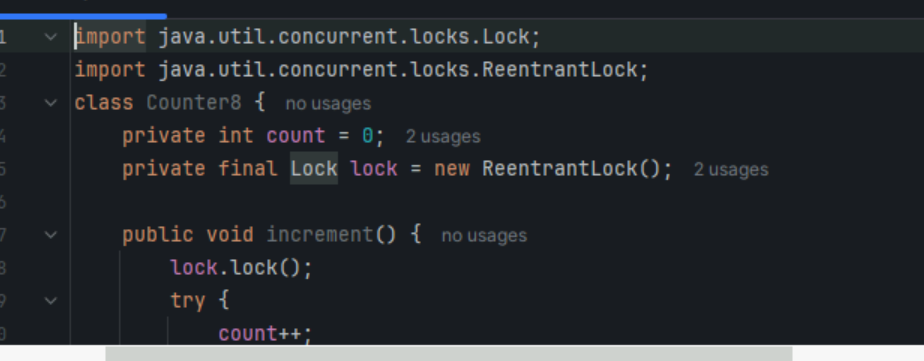 1 import java.util.concurrent.locks.Lock;
2 import java.util.concurrent.locks.ReentrantLock;
3 class Counter8 { no usages
4 private int count = 0; 2 usages
5 private final Lock lock = new ReentrantLock(); 2 usages
6
7 public void increment() { no usages
8 lock.lock();
9 try {
0 count++;